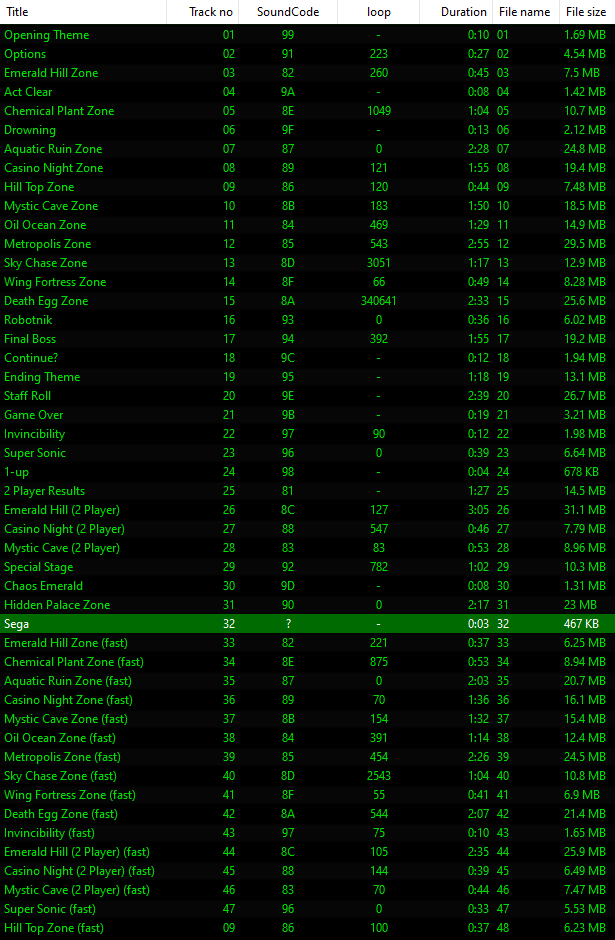 Title Track no SoundCode loop Duration File name File size
Opening Theme 01 99 - 0:10 01 1.69 MB
Options 02 91 223 0:27 02 4.54 MB
Emerald Hill Zone 03 82 260 0:45 03 7.5 MB
Act Clear 04 9A - 0:08 04 1.42 MB
Chemical Plant Zone 05 8E 1049 1:04 05 10.7 MB
Drowning 06 9F - 0:13 06 2.12 MB
Aquatic Ruin Zone 07 87 0 2:28 07 24.8 MB
Casino Night Zone 08 89 121 1:55 08 19.4 MB
Hill Top Zone 09 86 120 0:44 09 7.48 MB
Mystic Cave Zone 10 8B 183 1:50 10 18.5 MB
Oil Ocean Zone 11 84 469 1:29 11 14.9 MB
Metropolis Zone 12 85 543 2:55 12 29.5 MB
Sky Chase Zone 13 8D 3051 1:17 13 12.9 MB
Wing Fortress Zone 14 8F 66 0:49 14 8.28 MB
Death Egg Zone 15 8A 340641 2:33 15 25.6 MB
Robotnik 16 93 0 0:36 16 6.02 MB
Final Boss 17 94 392 1:55 17 19.2 MB
Continue? 18 9C - 0:12 18 1.94 MB
Ending Theme 19 95 - 1:18 19 13.1 MB
Staff Roll 20 9E - 2:39 20 26.7 MB
Game Over 21 9B - 0:19 21 3.21 MB
Invincibility 22 97 90 0:12 22 1.98 MB
Super Sonic 23 96 0 0:39 23 6.64 MB
1-up 24 98 - 0:04 24 678 KB
2 Player Results 25 81 - 1:27 25 14.5 MB
Emerald Hill (2 Player) 26 8C 127 3:05 26 31.1 MB
Casino Night (2 Player) 27 88 547 0:46 27 7.79 MB
Mystic Cave (2 Player) 28 83 83 0:53 28 8.96 MB
Special Stage 29 92 782 1:02 29 10.3 MB
Chaos Emerald 30 9D - 0:08 30 1.31 MB
Hidden Palace Zone 31 90 0 2:17 31 23 MB
Sega 32 ? - 0:03 32 467 KB
Emerald Hill Zone (fast) 33 82 221 0:37 33 6.25 MB
Chemical Plant Zone (fast) 34 8E 875 0:53 34 8.94 MB
Aquatic Ruin Zone (fast) 35 87 0 2:03 35 20.7 MB
Casino Night Zone (fast) 36 89 70 1:36 36 16.1 MB
Mystic Cave Zone (fast) 37 8B 154 1:32 37 15.4 MB
Oil Ocean Zone (fast) 38 84 391 1:14 38 12.4 MB
Metropolis Zone (fast) 39 85 454 2:26 39 24.5 MB
Sky Chase Zone (fast) 40 8D 2543 1:04 40 10.8 MB
Wing Fortress Zone (fast) 41 8F 55 0:41 41 6.9 MB
Death Egg Zone (fast) 42 8A 544 2:07 42 21.4 MB
Invincibility (fast) 43 97 75 0:10 43 1.65 MB
Emerald Hill (2 Player) (fast) 44 8C 105 2:35 44 25.9 MB
Casino Night (2 Player) (fast) 45 88 144 0:39 45 6.49 MB
Mystic Cave (2 Player) (fast) 46 83 70 0:44 46 7.47 MB
Super Sonic (fast) 47 96 0 0:33 47 5.53 MB
Hill Top Zone (fast) 09 86 100 0:37 48 6.23 MB